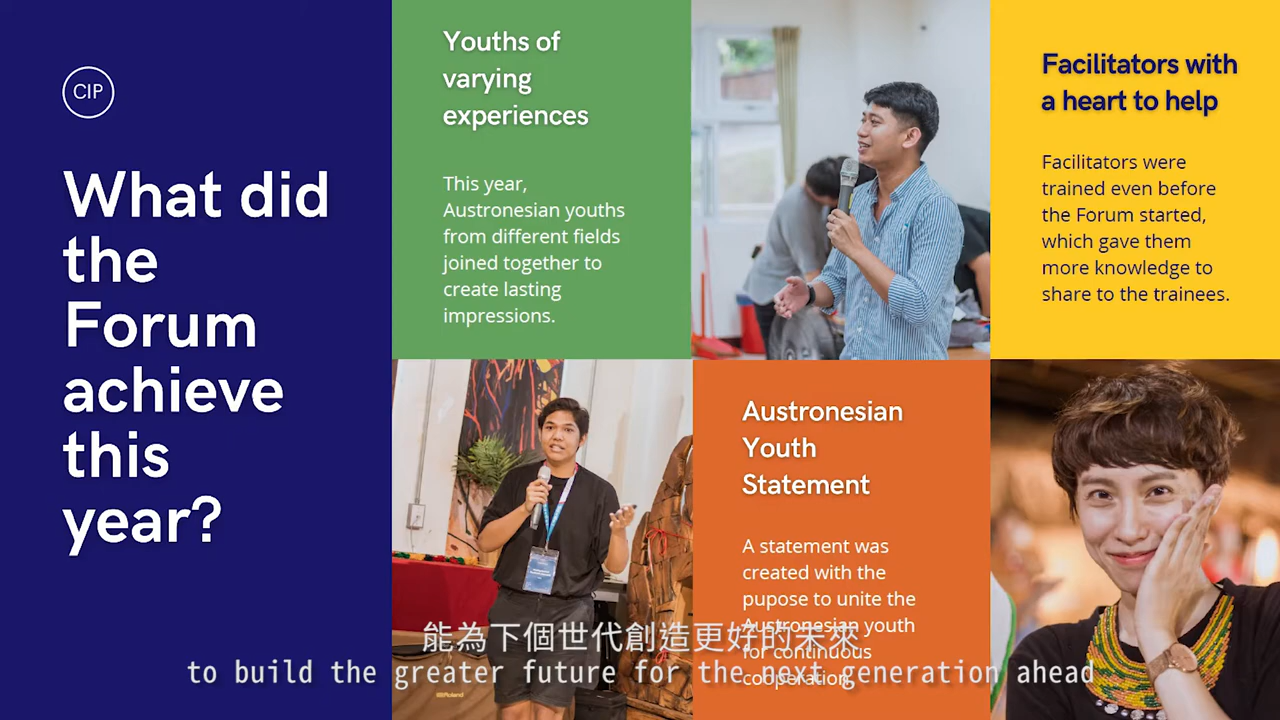 CIP
What did
the
Forum
achieve
this
year?
Youths of
varying
experiences
This year,
Austronesian youths
from different fields
joined together to
create lasting
impressions.
Facilitators with
a heart to help
Facilitators were
trained even before
the Forum started,
which gave them
more knowledge to
share to the trainees.
Austronesian
Youth
Statement
A statement was
created with the
pupose to unite the
Austronesian youth
for continuous
cooperation.
能為下個世代創造更好的未來
to build the greater future for the next generation ahead
Roland